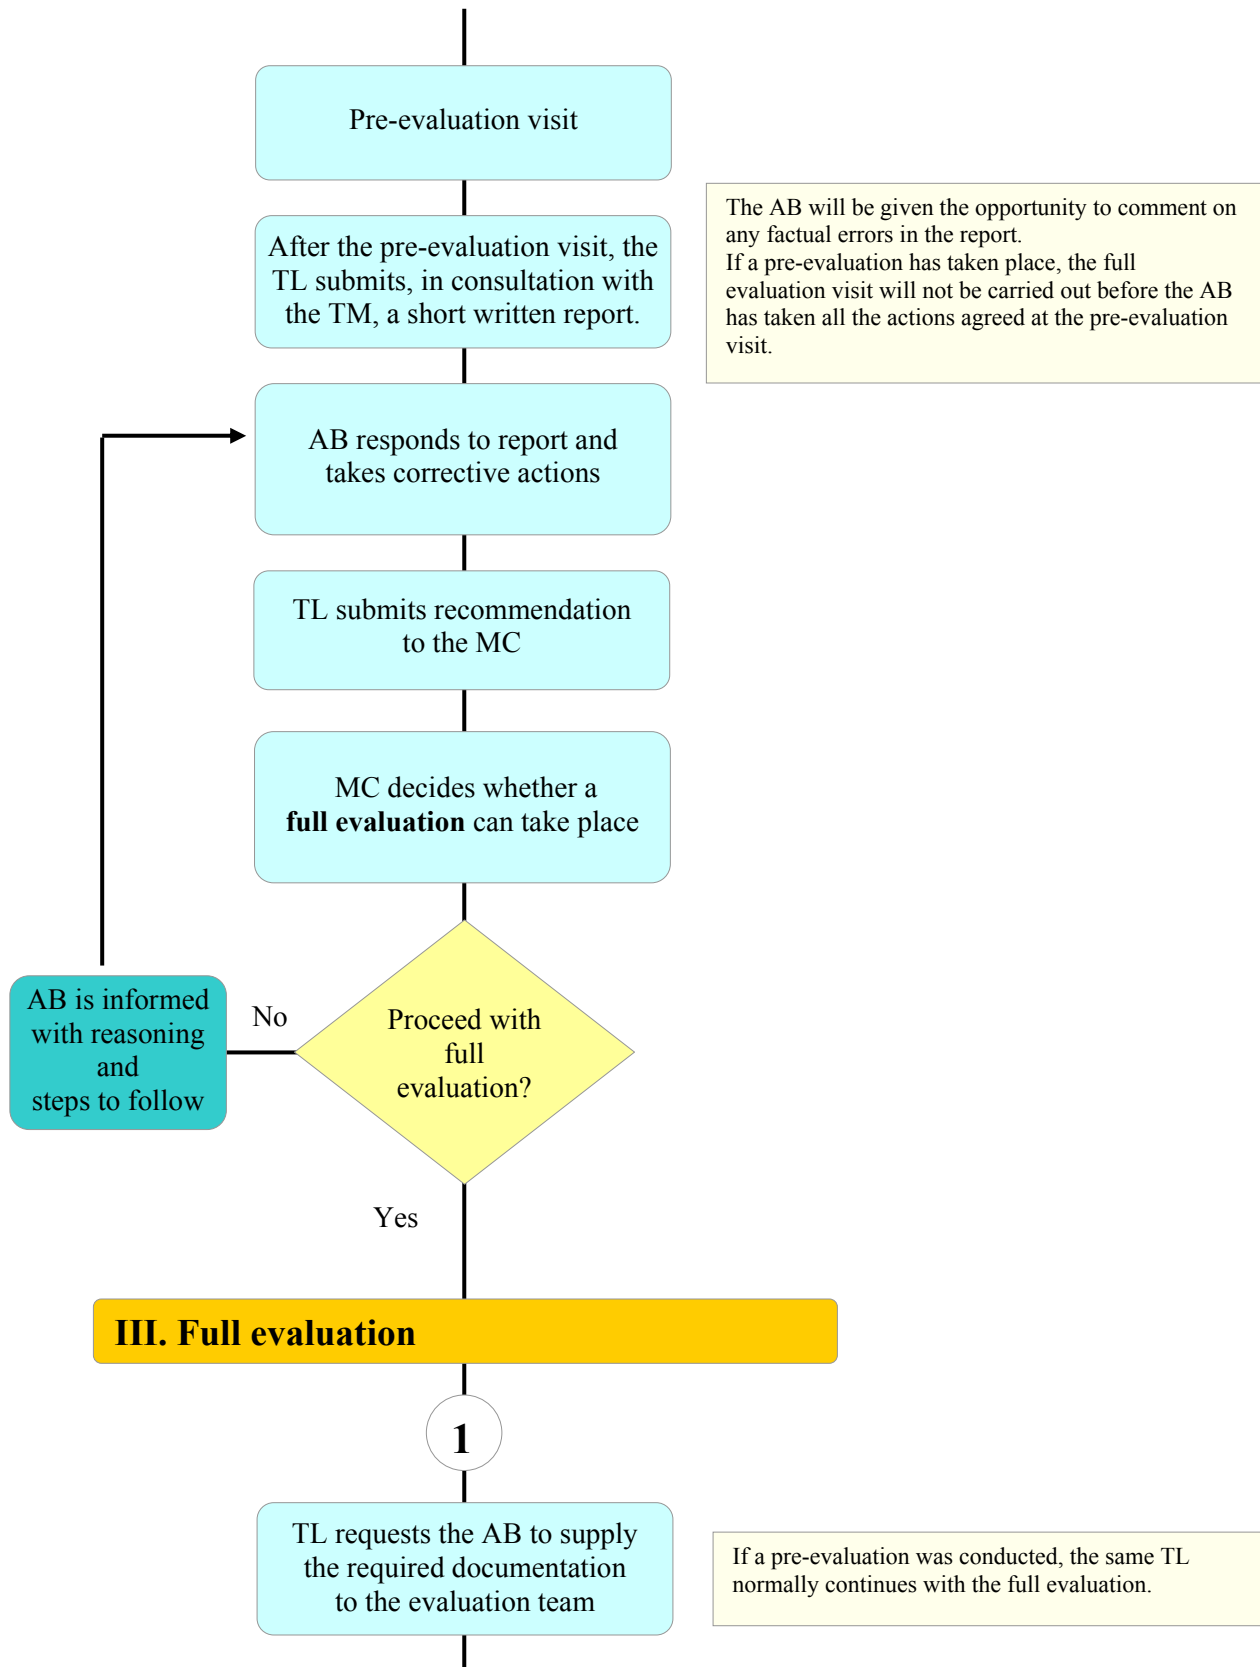 Pre-evaluation visit
After the pre-evaluation visit, the
TL submits, in consultation with
the TM, a short written report.
The AB will be given the opportunity to comment on
any factual errors in the report.
If a pre-evaluation has taken place, the full
evaluation visit will not be carried out before the AB
has taken all the actions agreed at the pre-evaluation
visit.
AB responds to report and
takes corrective actions
TL submits recommendation
to the MC
MC decides whether a
full evaluation can take place
AB is informed
with reasoning
and
steps to follow
No
Proceed with
full
evaluation?
Yes
III. Full evaluation
1
TL requests the AB to supply
the required documentation
to the evaluation team
If a pre-evaluation was conducted, the same TL
normally continues with the full evaluation.